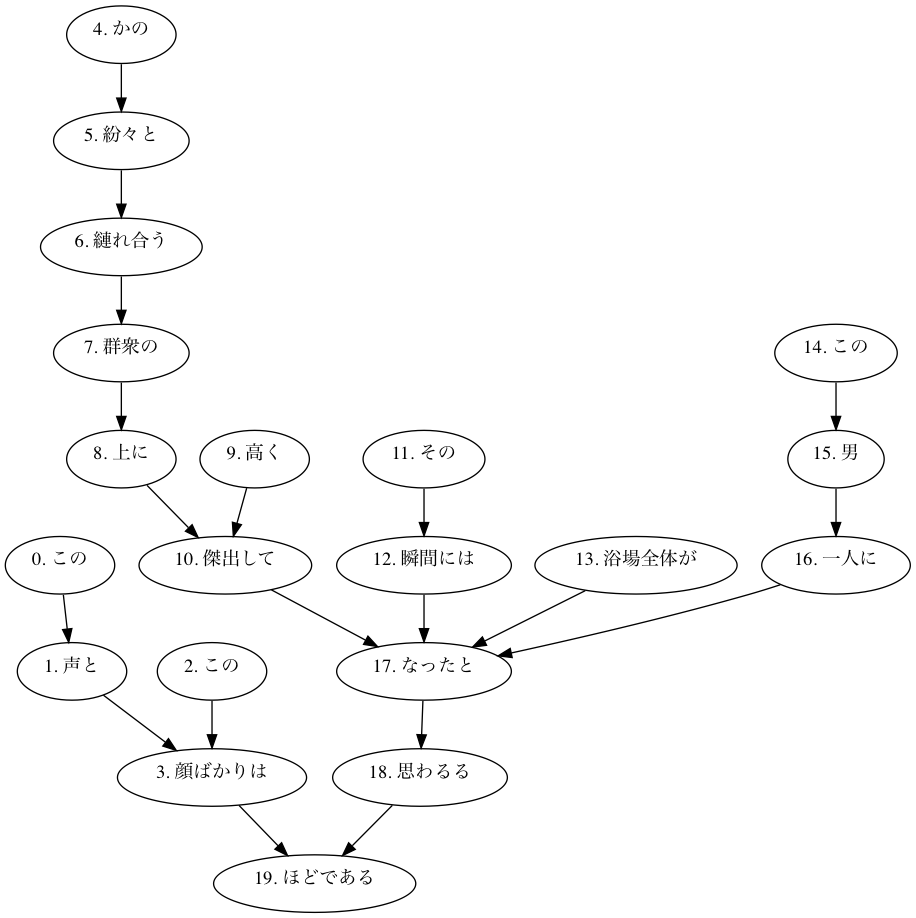 4. かの
5. 紛々と
6. 縺れ合う
7. 群衆の
14. この
8. 上に
9. 高く
11. その
15. 男
0. この
10. 傑出して
12. 瞬間には
13. 浴場全体が
16. 一人に
1. 声と
2. この
17. なったと
3. 顔ばかりは
18. 思わるる
19. ほどである